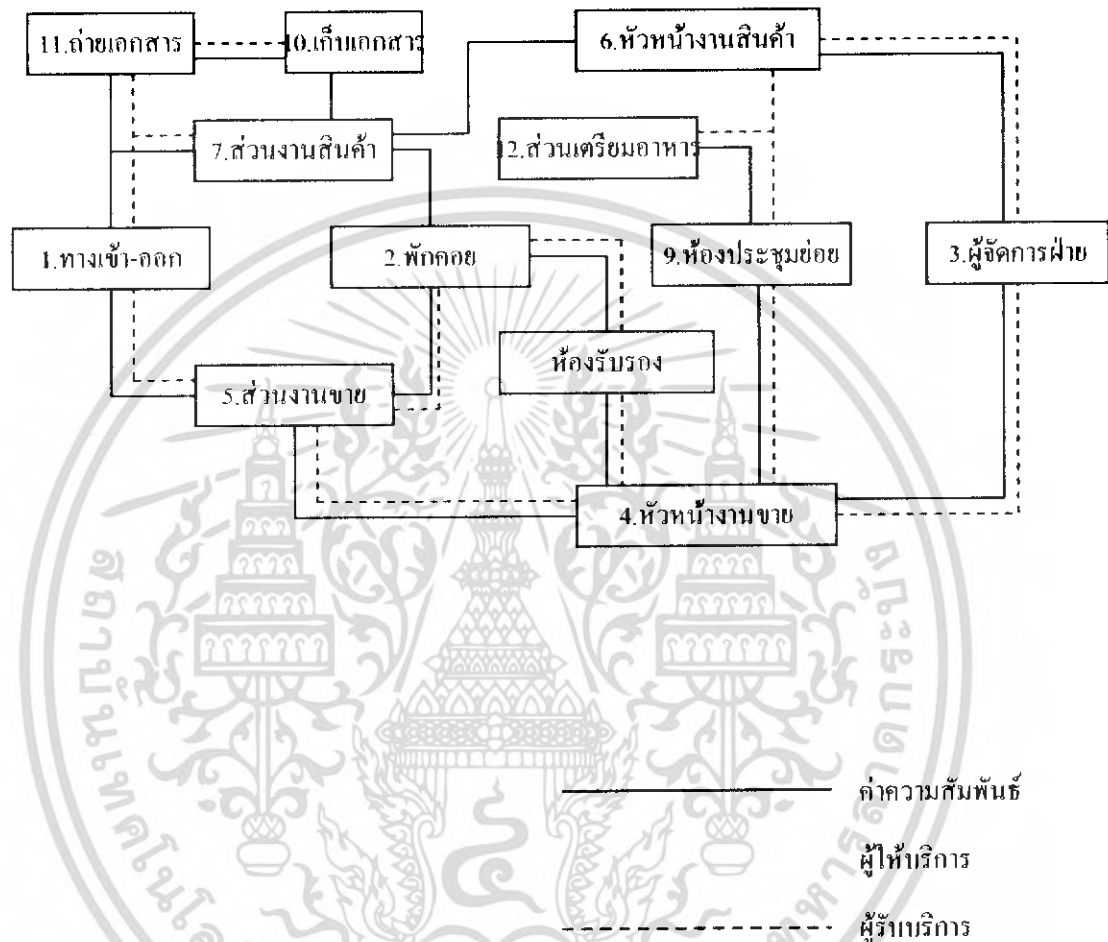 11.ถ่ายเอกสาร
10.เก็บเอกสาร
6.หัวหน้างานสินค้า
7.ส่วนงานสินค้า
12.ส่วนเตรียมอาหาร
1.ทางเข้า-ออก
2.พักคอย
9.ห้องประชุมย่อย
3.ผู้จัดการฝ่าย
ห้องรับรอง
5.ส่วนงานขาย
4.หัวหน้างานขาย
ค่าความสัมพันธ์
ผู้ให้บริการ
ผู้รับบริการ